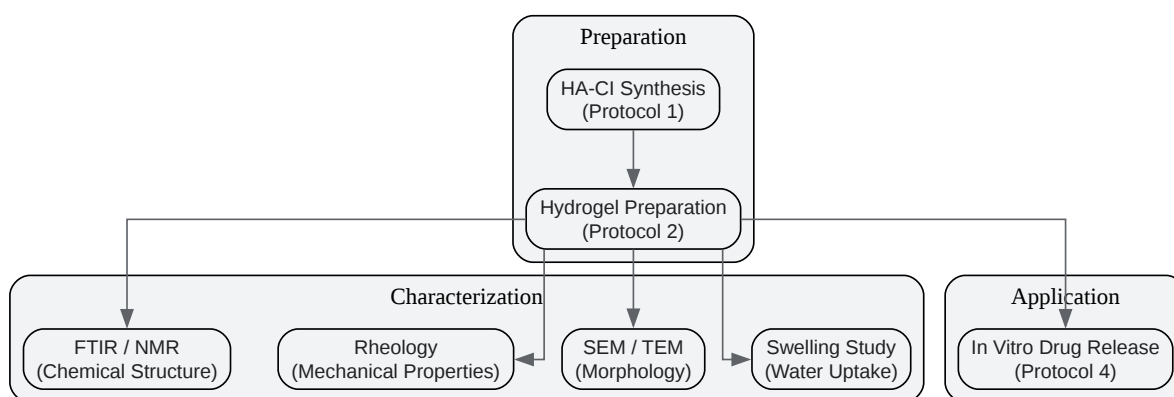 Preparation
HA-CI Synthesis
(Protocol 1)
Hydrogel Preparation
(Protocol 2)
Characterization
Application
FTIR / NMR
(Chemical Structure)
Rheology
(Mechanical Properties)
SEM / TEM
(Morphology)
Swelling Study
(Water Uptake)
In Vitro Drug Release
(Protocol 4)